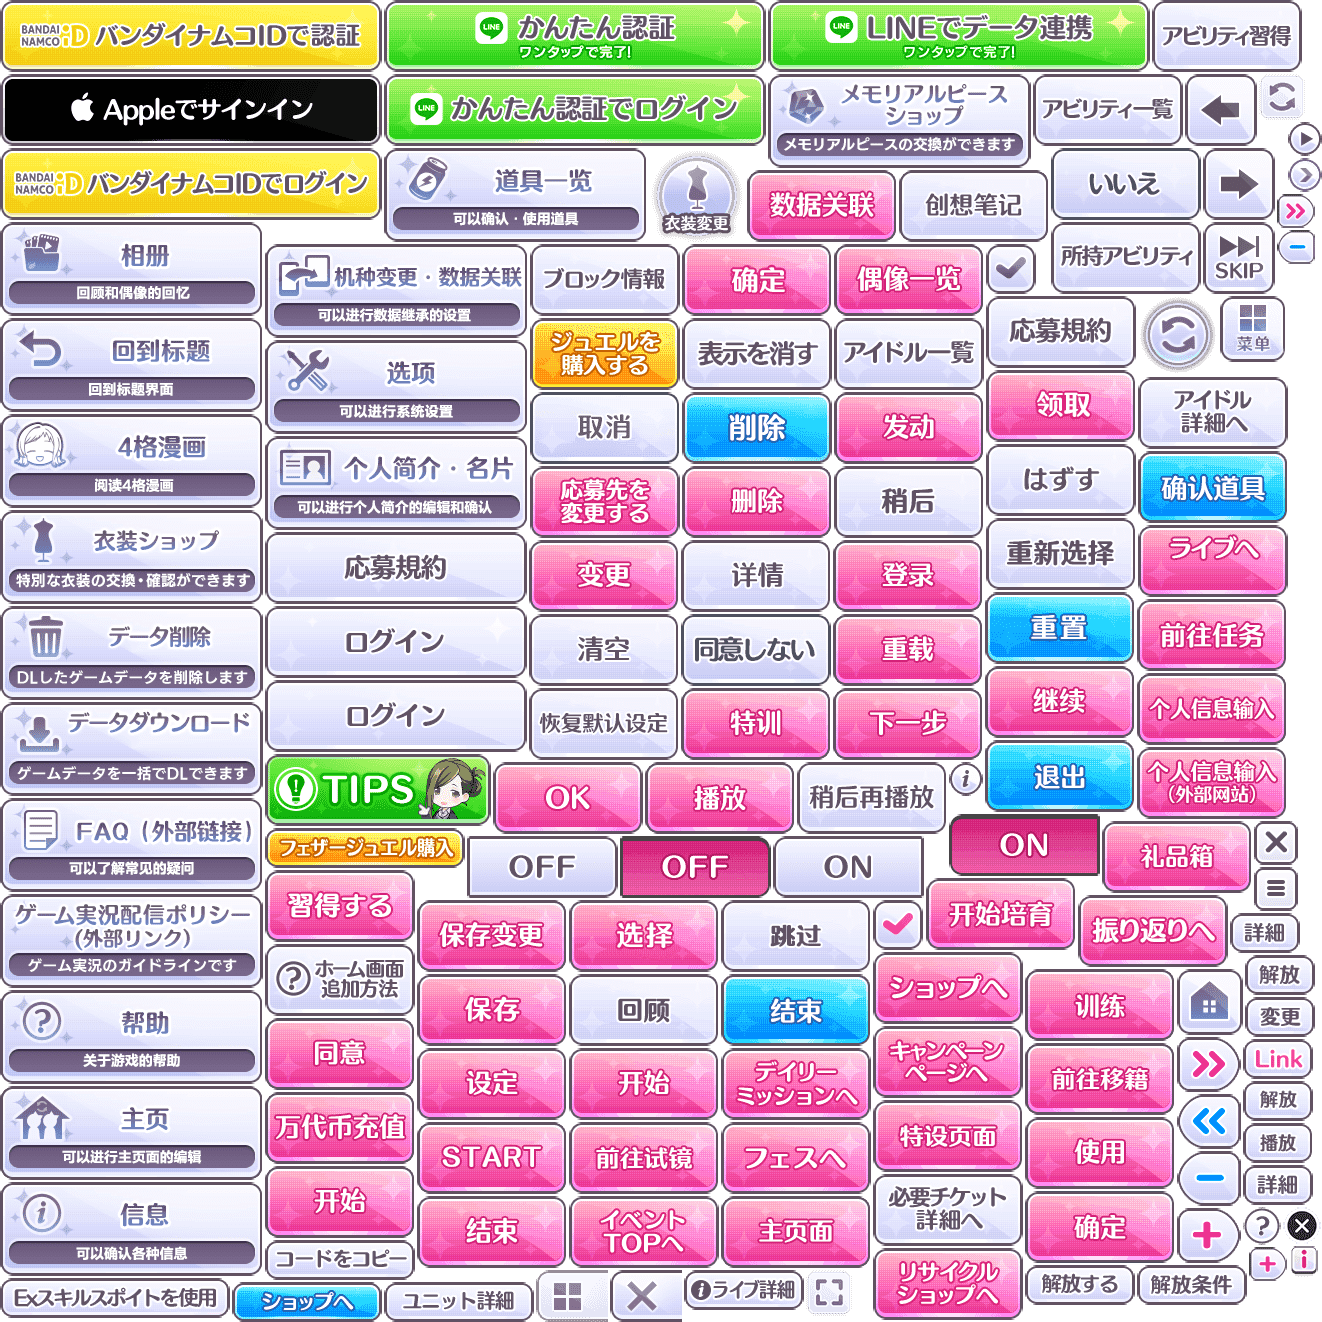 BANDAI NAMCO iD バンダイナムコIDで認証
LINE かんたん認証
ワンタップで完了!
LINE LINEでデータ連携
ワンタップで完了!
アビリティ習得
Appleでサインイン
LINE かんたん認証でログイン
メモリアルピース
ショップ
メモリアルピースの交換ができます
アビリティ一覧
BANDAI NAMCO iD バンダイナムコIDでログイン
道具一览
可以确认・使用道具
衣装変更
数据关联
创想笔记
いいえ
所持アビリティ
SKIP
相册
回顾和偶像的回忆
回到标题
回到标题界面
4格漫画
阅读4格漫画
衣装ショップ
特別な衣装の交換・確認ができます
データ削除
DLしたゲームデータを削除します
データダウンロード
ゲームデータを一括でDLできます
FAQ（外部链接）
可以了解常见的疑问
ゲーム実況配信ポリシー
(外部リンク)
ゲーム実況のガイドラインです
帮助
关于游戏的帮助
主页
可以进行主页面的编辑
信息
可以确认各种信息
Exスキルスポイトを使用
机种变更・数据关联
可以进行数据继承的设置
选项
可以进行系统设置
个人简介・名片
可以进行个人简介的编辑和确认
応募規約
ログイン
ログイン
TIPS
フェザージュエル購入
習得する
ホーム画面
追加方法
同意
万代币充值
开始
コードをコピー
ショップへ
ブロック情報
确定
偶像一览
ジュエルを
購入する
表示を消す
アイドル一覧
取消
削除
发动
応募先を
変更する
删除
稍后
变更
详情
登录
清空
同意しない
重载
恢复默认设定
特训
下一步
応募規約
菜单
领取
アイドル
詳細へ
はずす
确认道具
重新选择
ライブへ
重置
前往任务
继续
个人信息输入
退出
个人信息输入
（外部网站）
OK
播放
稍后再播放
OFF
OFF
ON
ON
礼品箱
保存变更
选择
跳过
开始培育
振り返りへ
詳細
保存
回顾
结束
ショップへ
训练
解放
変更
设定
开始
デイリー
ミッションへ
キャンペーン
ページへ
前往移籍
Link
解放
START
前往试镜
フェスへ
特设页面
使用
播放
詳細
结束
イベント
TOPへ
主页面
必要チケット
詳細へ
确定
リサイクル
ショップへ
解放する
解放条件
ユニット詳細
ライブ詳細